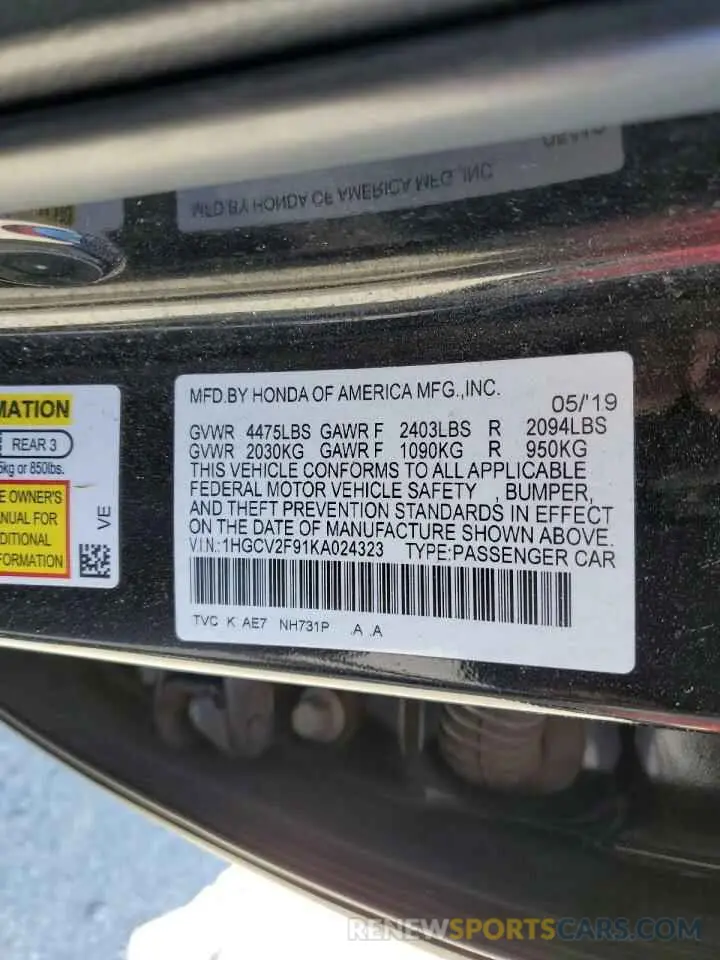 MFD.BY HONDA OF AMERICA MFG.,INC.
MATION
REAR 3
kg or 850lbs.
E OWNER'S
ANUAL FOR
DITIONAL
FORMATION
VE
MFD.BY HONDA OF AMERICA MFG.,INC.
05/'19
GVWR 4475LBS GAWR F 2403LBS R 2094LBS
GVWR 2030KG GAWR F 1090KG R 950KG
THIS VEHICLE CONFORMS TO ALL APPLICABLE
FEDERAL MOTOR VEHICLE SAFETY , BUMPER,
AND THEFT PREVENTION STANDARDS IN EFFECT
ON THE DATE OF MANUFACTURE SHOWN ABOVE.
V.I.N.:1HGCV2F91KA024323 TYPE:PASSENGER CAR
TVC K AE7 NH731P .A .A
RENEWSPORTSCARS.COM